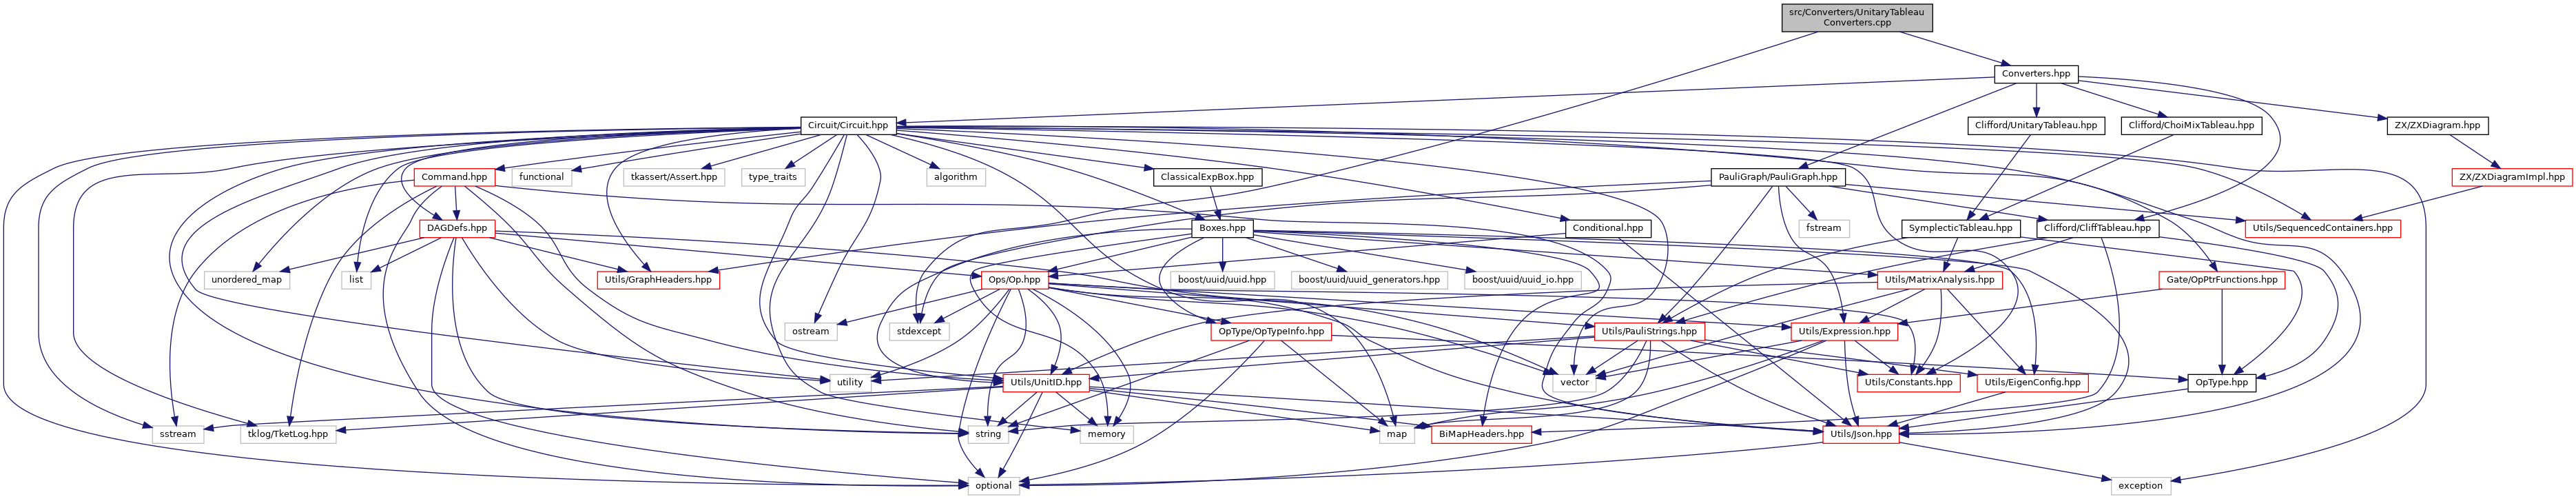 src/Converters/UnitaryTableau
Converters.cpp
Converters.hpp
Circuit/Circuit.hpp
Clifford/UnitaryTableau.hpp
Clifford/ChoiMixTableau.hpp
ZX/ZXDiagram.hpp
Command.hpp
functional
tkassert/Assert.hpp
type_traits
algorithm
ClassicalExpBox.hpp
PauliGraph/PauliGraph.hpp
ZX/ZXDiagramImpl.hpp
DAGDefs.hpp
Boxes.hpp
Conditional.hpp
fstream
SymplecticTableau.hpp
Clifford/CliffTableau.hpp
Utils/SequencedContainers.hpp
unordered_map
list
Utils/GraphHeaders.hpp
Ops/Op.hpp
boost/uuid/uuid.hpp
boost/uuid/uuid_generators.hpp
boost/uuid/uuid_io.hpp
Utils/MatrixAnalysis.hpp
Gate/OpPtrFunctions.hpp
ostream
stdexcept
OpType/OpTypeInfo.hpp
Utils/PauliStrings.hpp
Utils/Expression.hpp
utility
Utils/UnitID.hpp
vector
Utils/Constants.hpp
Utils/EigenConfig.hpp
OpType.hpp
sstream
tklog/TketLog.hpp
string
memory
map
BiMapHeaders.hpp
Utils/Json.hpp
optional
exception